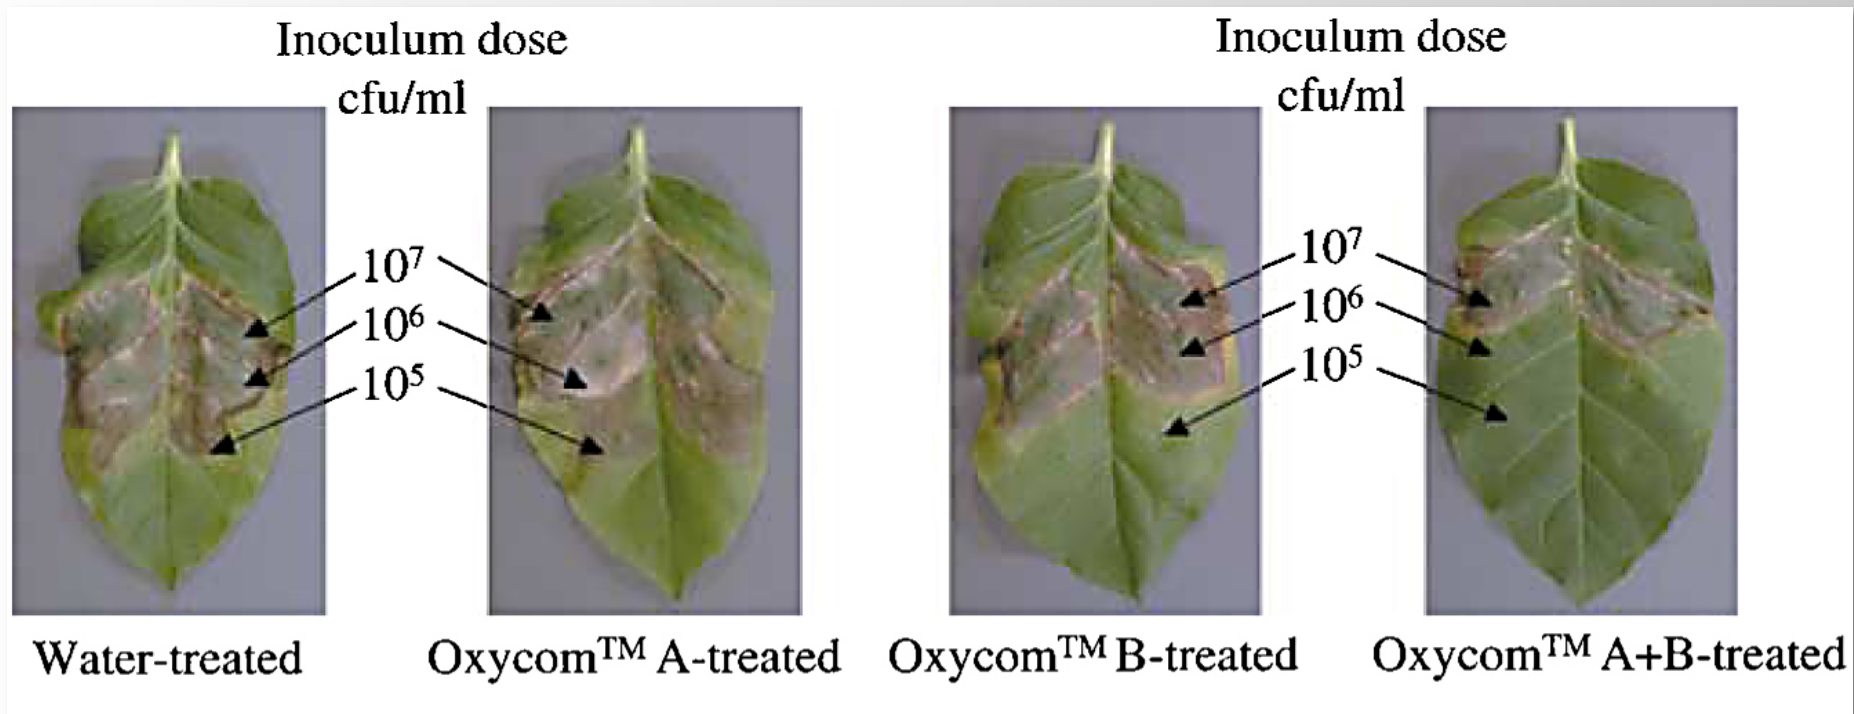 Inoculum dose
cfu/ml
10⁷
10⁶
10⁵
Inoculum dose
cfu/ml
10⁷
10⁶
10⁵
Water-treated
Oxycom™ A-treated
Oxycom™ B-treated
Oxycom™ A+B-treated